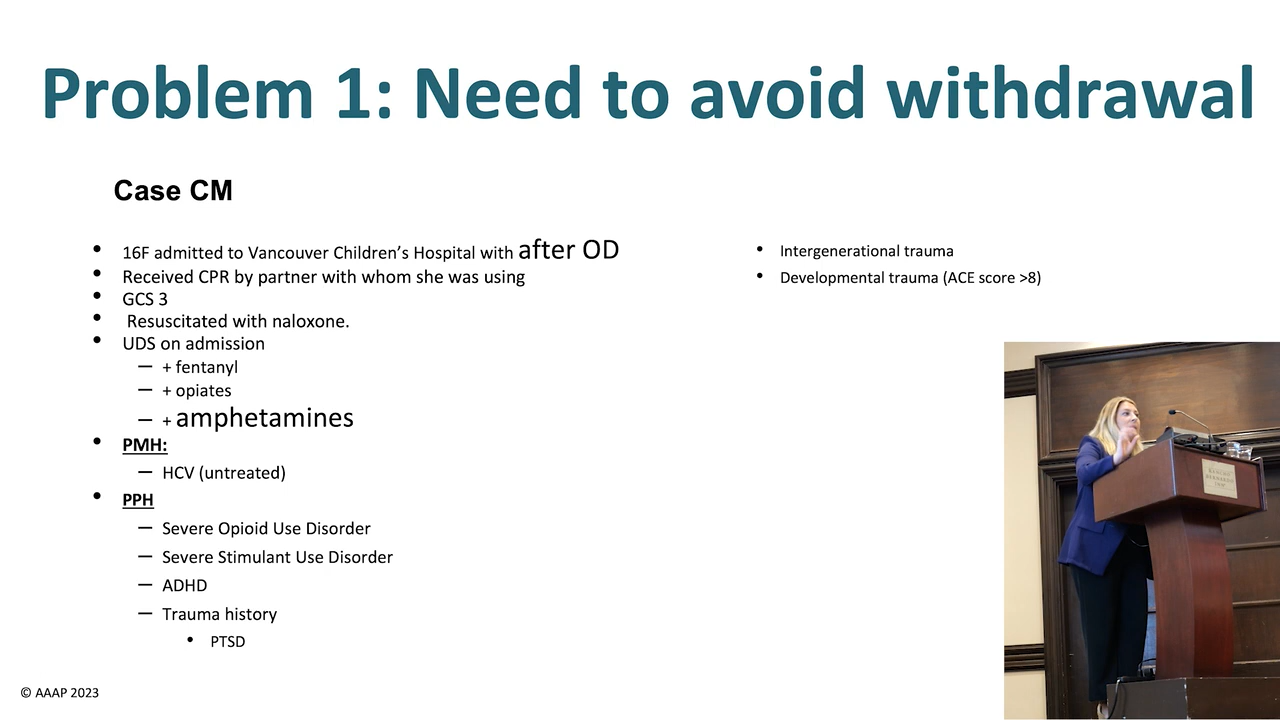 Problem 1: Need to avoid withdrawal
Case CM
• 16F admitted to Vancouver Children’s Hospital with after OD
• Received CPR by partner with whom she was using
• GCS 3
• Resuscitated with naloxone.
• UDS on admission
– + fentanyl
– + opiates
– + amphetamines
• PMH:
– HCV (untreated)
• PPH
– Severe Opioid Use Disorder
– Severe Stimulant Use Disorder
– ADHD
– Trauma history
• PTSD
• Intergenerational trauma
• Developmental trauma (ACE score >8)
RANCHO
BERNARDO
INN
© AAAP 2023